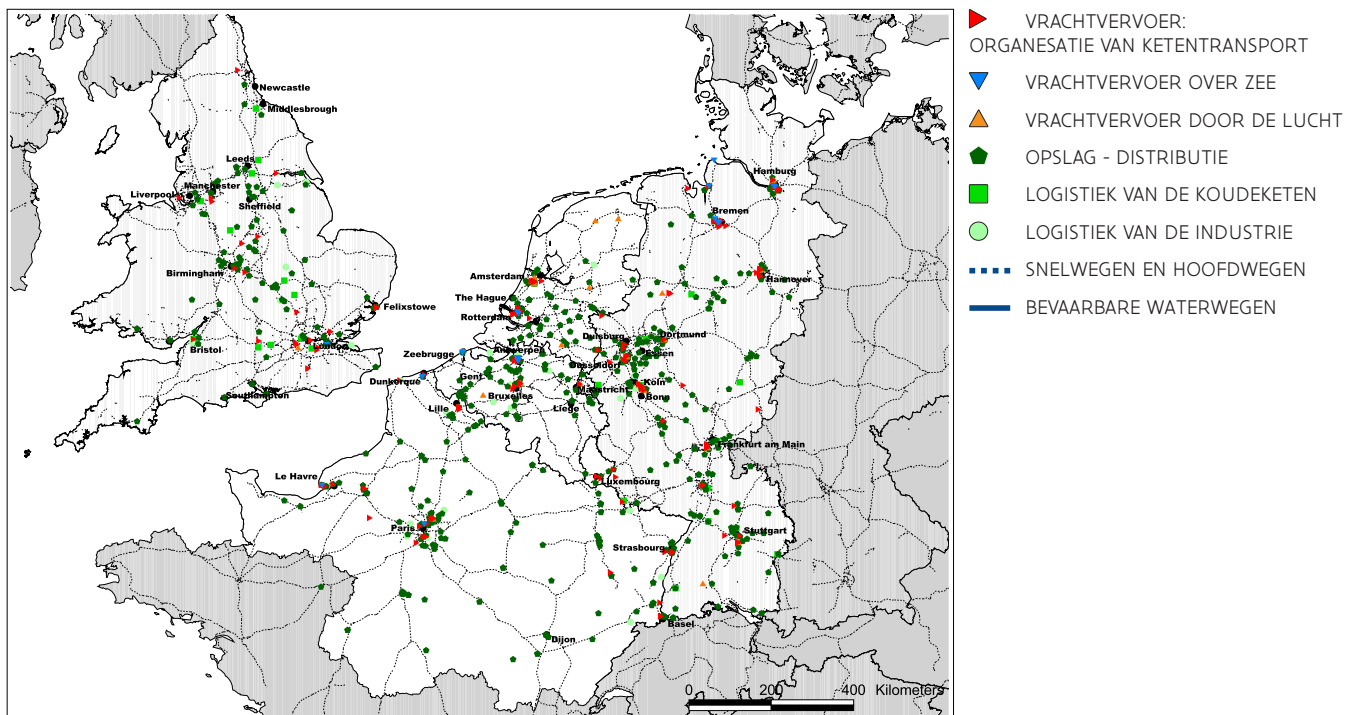 VRACHTVERVOER:
ORGANESATIE VAN KETENTRANSPORT
VRACHTVERVOER OVER ZEE
VRACHTVERVOER DOOR DE LUCHT
OPSLAG - DISTRIBUTIE
LOGISTIEK VAN DE KOUDEKETEN
LOGISTIEK VAN DE INDUSTRIE
SNELWEGEN EN HOOFDWEGEN
BEVAARBARE WATERWEGEN
Newcastle
Middlesbrough
Leeds
Manchester
Liverpool
Sheffield
Birmingham
Felixstowe
Bristol
London
Southampton
Hamburg
Bremen
Hannover
Amsterdam
The Hague
Rotterdam
Duisburg
Dortmund
Essen
Dusseldorf
Zeebrugge
Antwerpen
Dunkerque
Gent
Bruxelles
Maastricht
Köln
Bonn
Lille
Liege
Frankfurt am Main
Le Havre
Luxembourg
Paris
Stuttgart
Strasbourg
Basel
Dijon
0 200 400 Kilometers